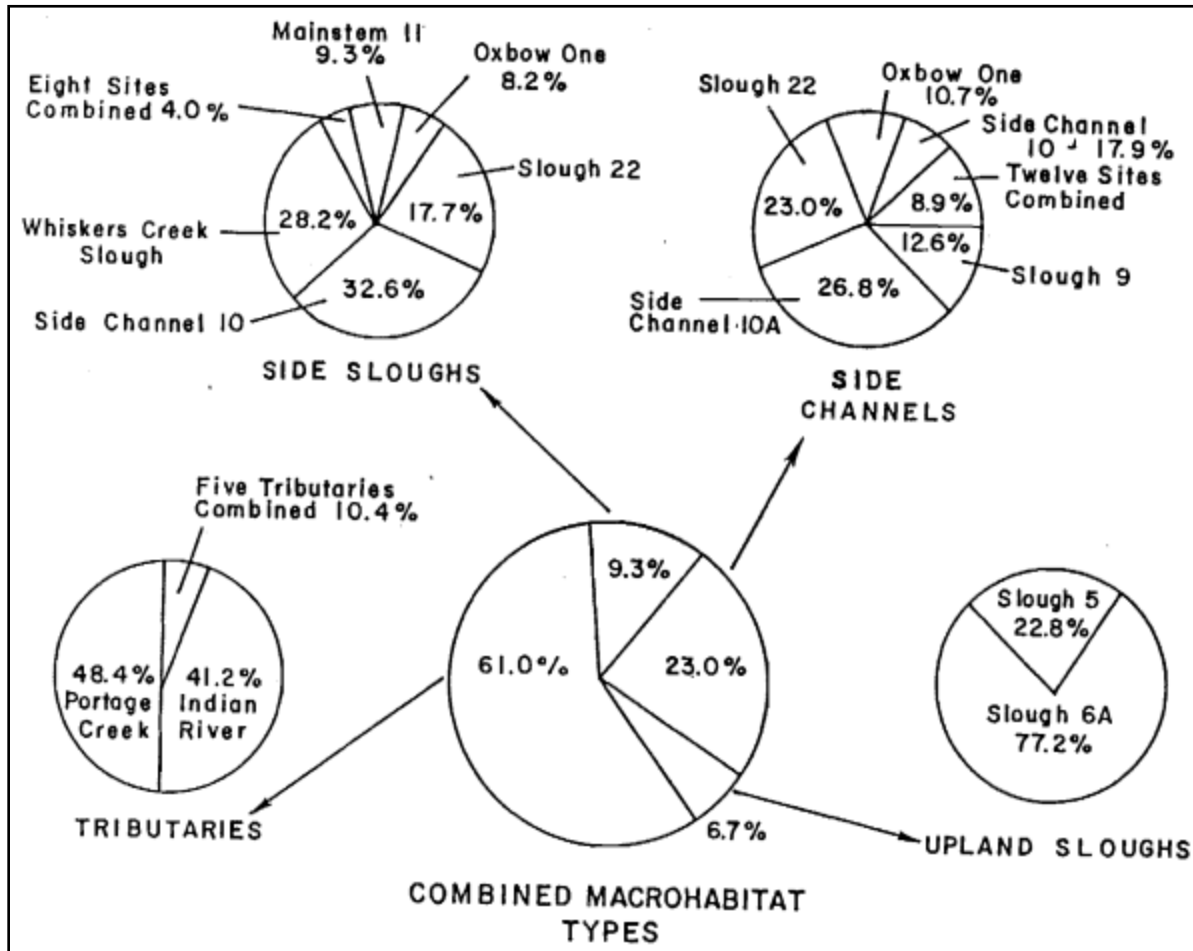 Mainstem 11
9.3%
Oxbow One
8.2%
Eight Sites
Combined 4.0%
Slough 22
17.7%
28.2%
Whiskers Creek
Slough
32.6%
Side Channel 10
SIDE SLOUGHS
Slough 22
Oxbow One
10.7%
Side Channel
10 17.9%
Twelve Sites
Combined
8.9%
23.0%
12.6%
Slough 9
26.8%
Side
Channel 10A
SIDE
CHANNELS
Five Tributaries
Combined 10.4%
48.4%
Portage
Creek
41.2%
Indian
River
TRIBUTARIES
9.3%
61.0%
23.0%
6.7%
COMBINED MACROHABITAT
TYPES
Slough 5
22.8%
Slough 6A
77.2%
UPLAND SLOUGHS